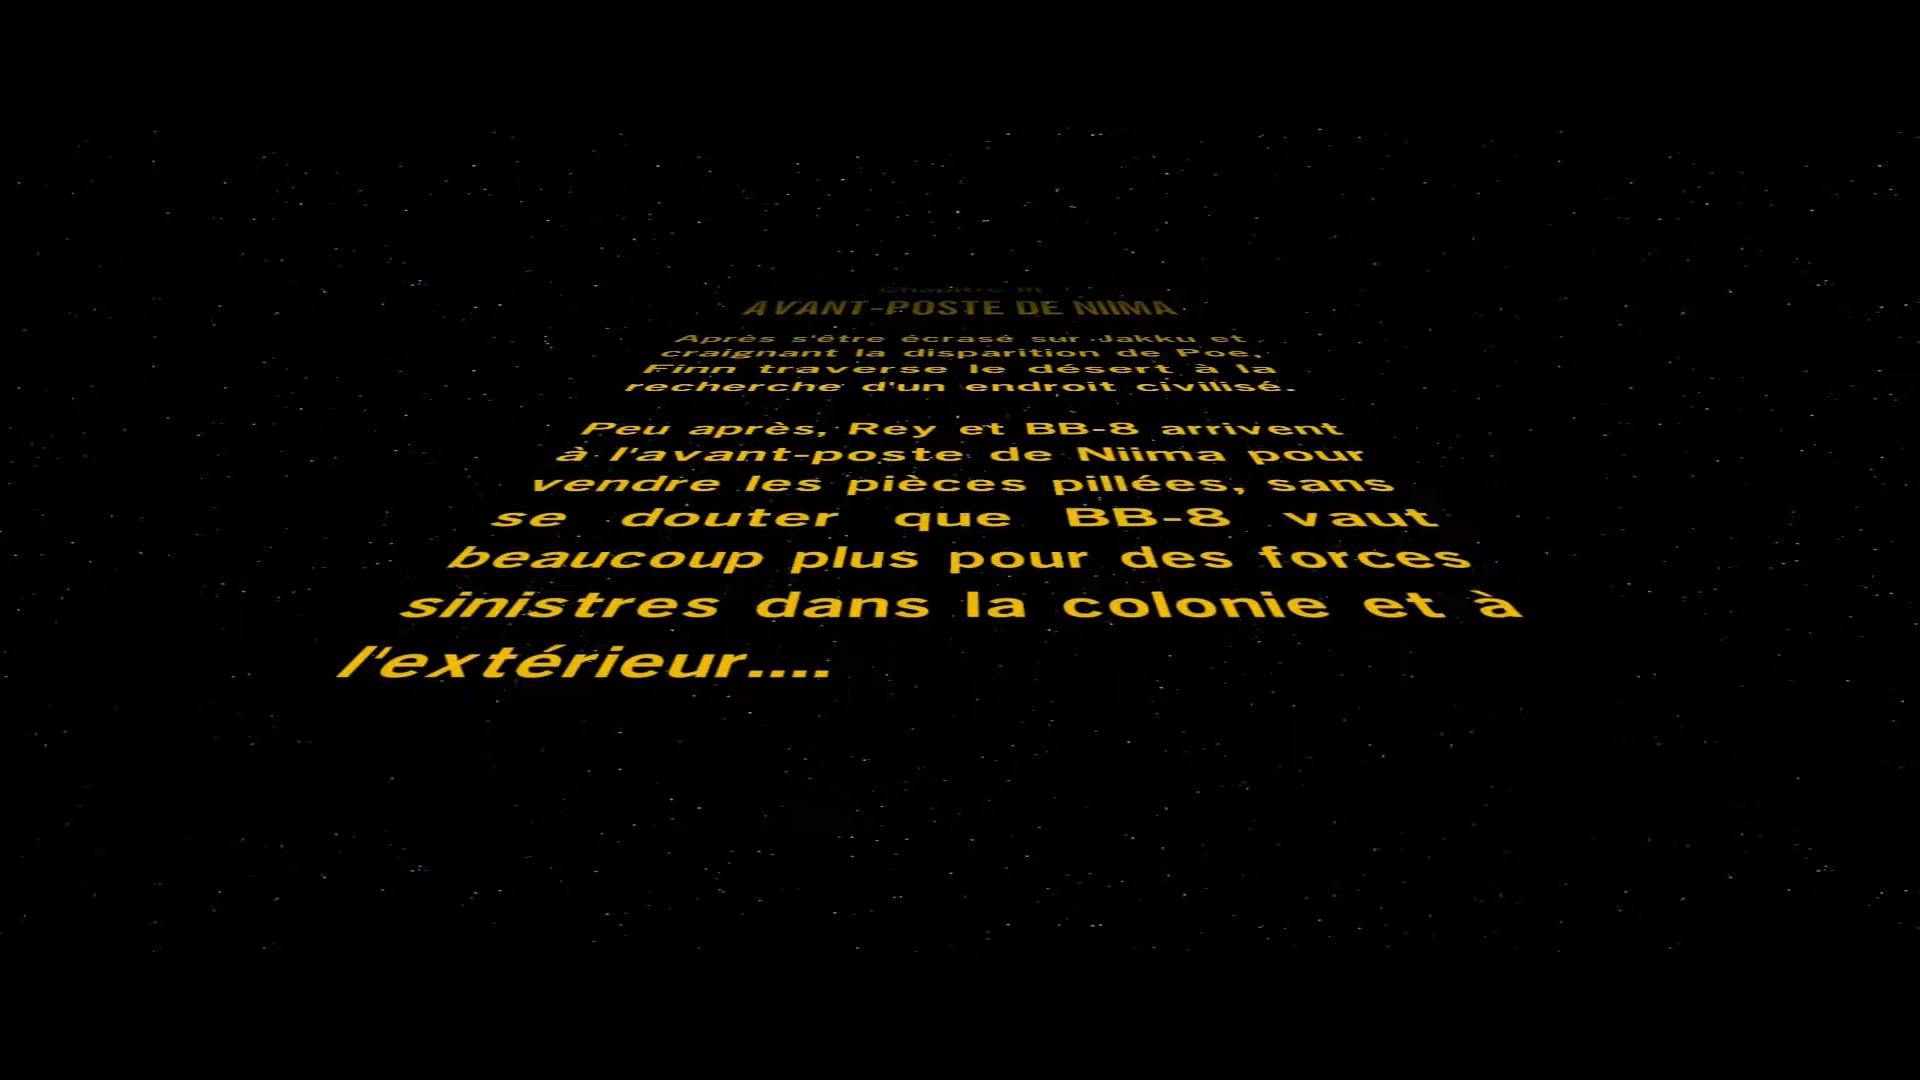 Chapitre III
AVANT-POSTE DE NIIMA
Après s'être écrasé sur Jakku et
craignant la disparition de Poe,
Finn traverse le désert à la
recherche d'un endroit civilisé.
Peu après, Rey et BB-8 arrivent
à l'avant-poste de Niima pour
vendre les pièces pillées, sans
se douter que BB-8 vaut
beaucoup plus pour des forces
sinistres dans la colonie et à
l'extérieur....